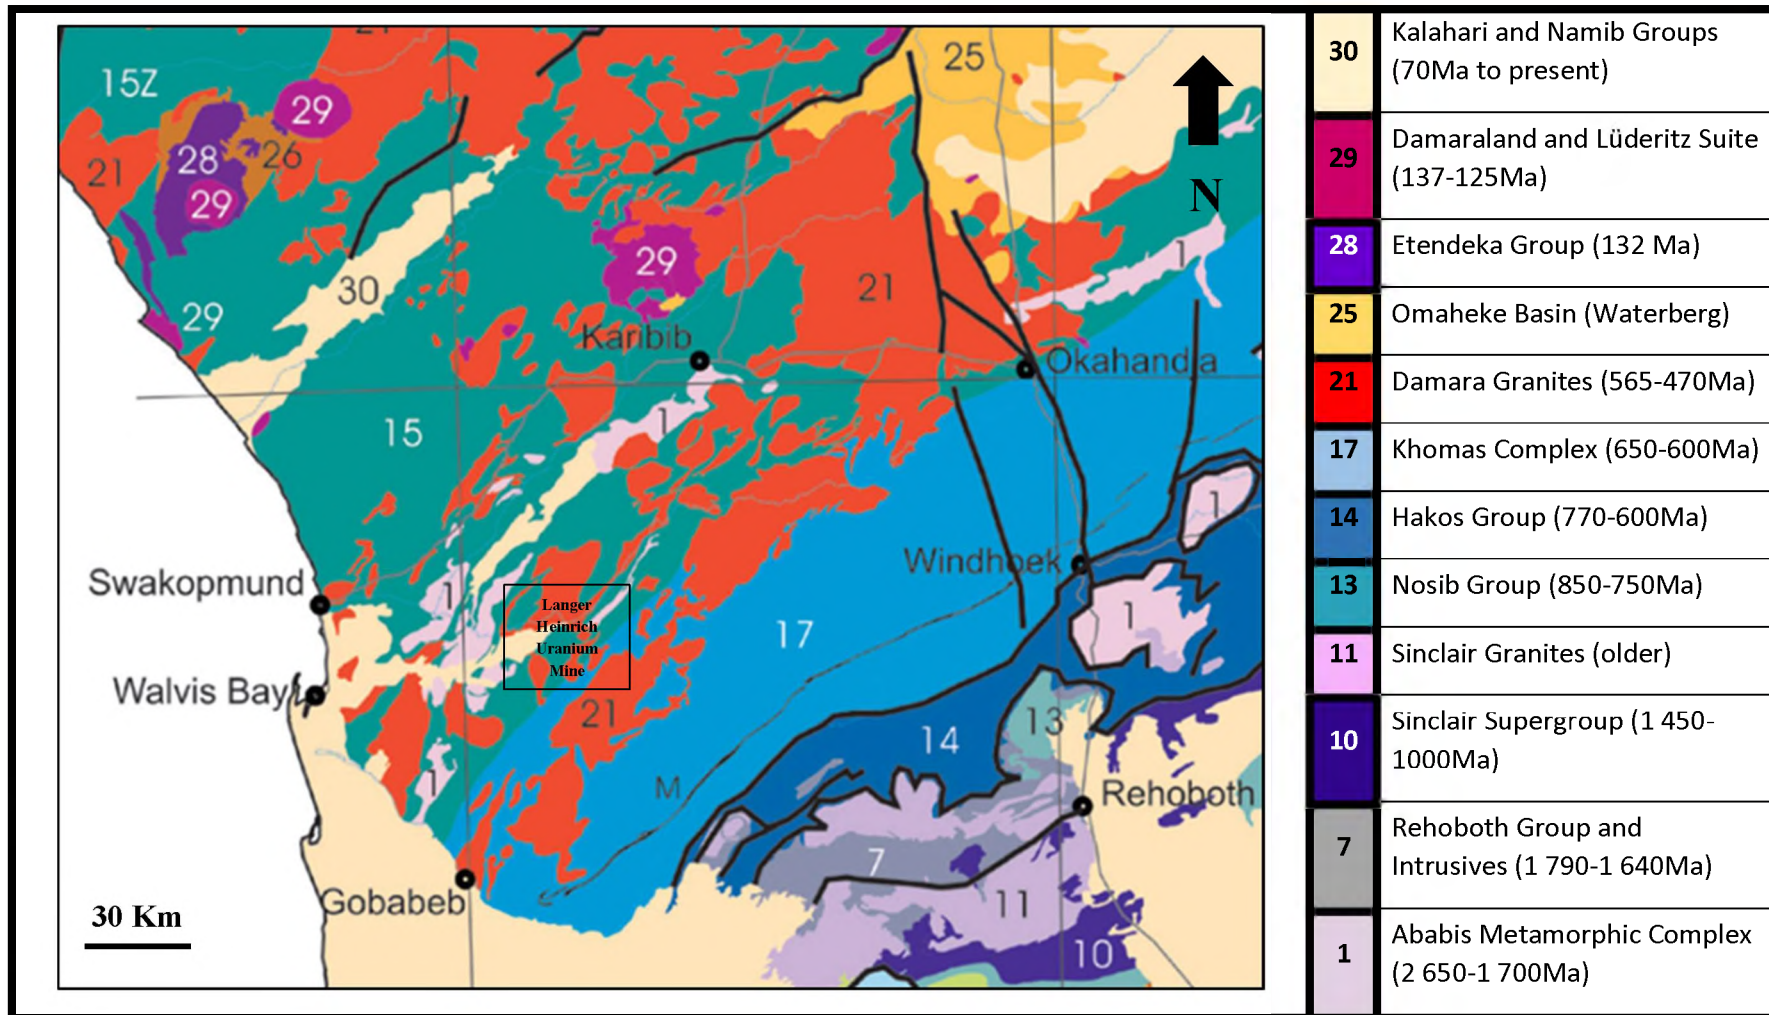 21
25
15Z
29
28
26
21
29
N
29
1
30
29
21
Karibib
Okahandja
15
1
1
Windhoek
Swakopmund
1
Langer
Heinrich
Uranium
Mine
1
17
Walvis Bay
21
13
14
1
M
Rehoboth
7
Gobabeb
11
30 Km
10
30
Kalahari and Namib Groups
(70Ma to present)
29
Damaraland and Lüderitz Suite
(137-125Ma)
28
Etendeka Group (132 Ma)
25
Omaheke Basin (Waterberg)
21
Damara Granites (565-470Ma)
17
Khomas Complex (650-600Ma)
14
Hakos Group (770-600Ma)
13
Nosib Group (850-750Ma)
11
Sinclair Granites (older)
10
Sinclair Supergroup (1 450-
1000Ma)
7
Rehoboth Group and
Intrusives (1 790-1 640Ma)
1
Ababis Metamorphic Complex
(2 650-1 700Ma)